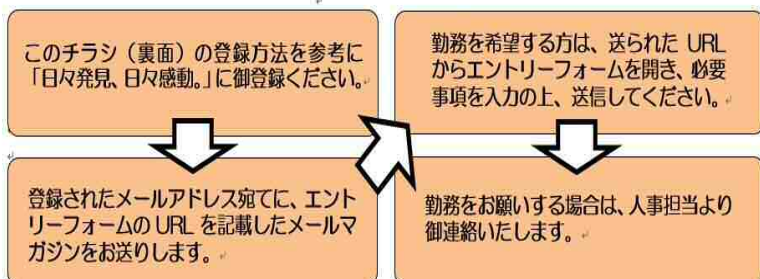 このチラシ（裏面）の登録方法を参考に
「日々発見、日々感動。」に御登録ください。
登録されたメールアドレス宛てに、エント
リーフォームの URL を記載したメールマ
ガジンをお送りします。
勤務を希望する方は、送られた URL
からエントリーフォームを開き、必要
事項を入力の上、送信してください。
勤務をお願いする場合は、人事担当より
御連絡いたします。